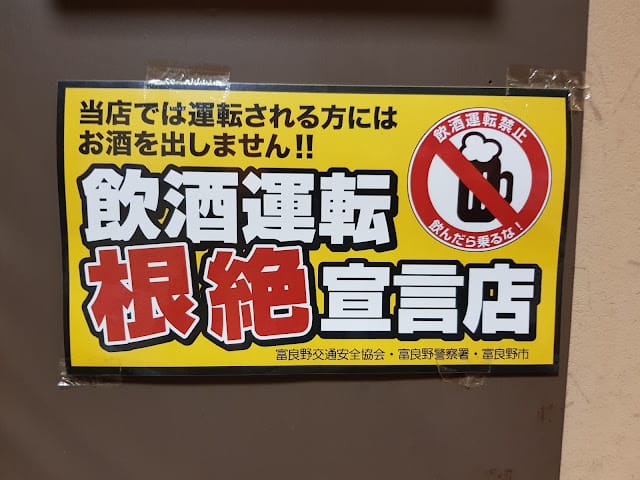 当店では運転される方には
お酒を出しません!!
飲酒運転禁止
飲んだら乗るな!
飲酒運転
根絶宣言店
富良野交通安全協会・富良野警察署・富良野市